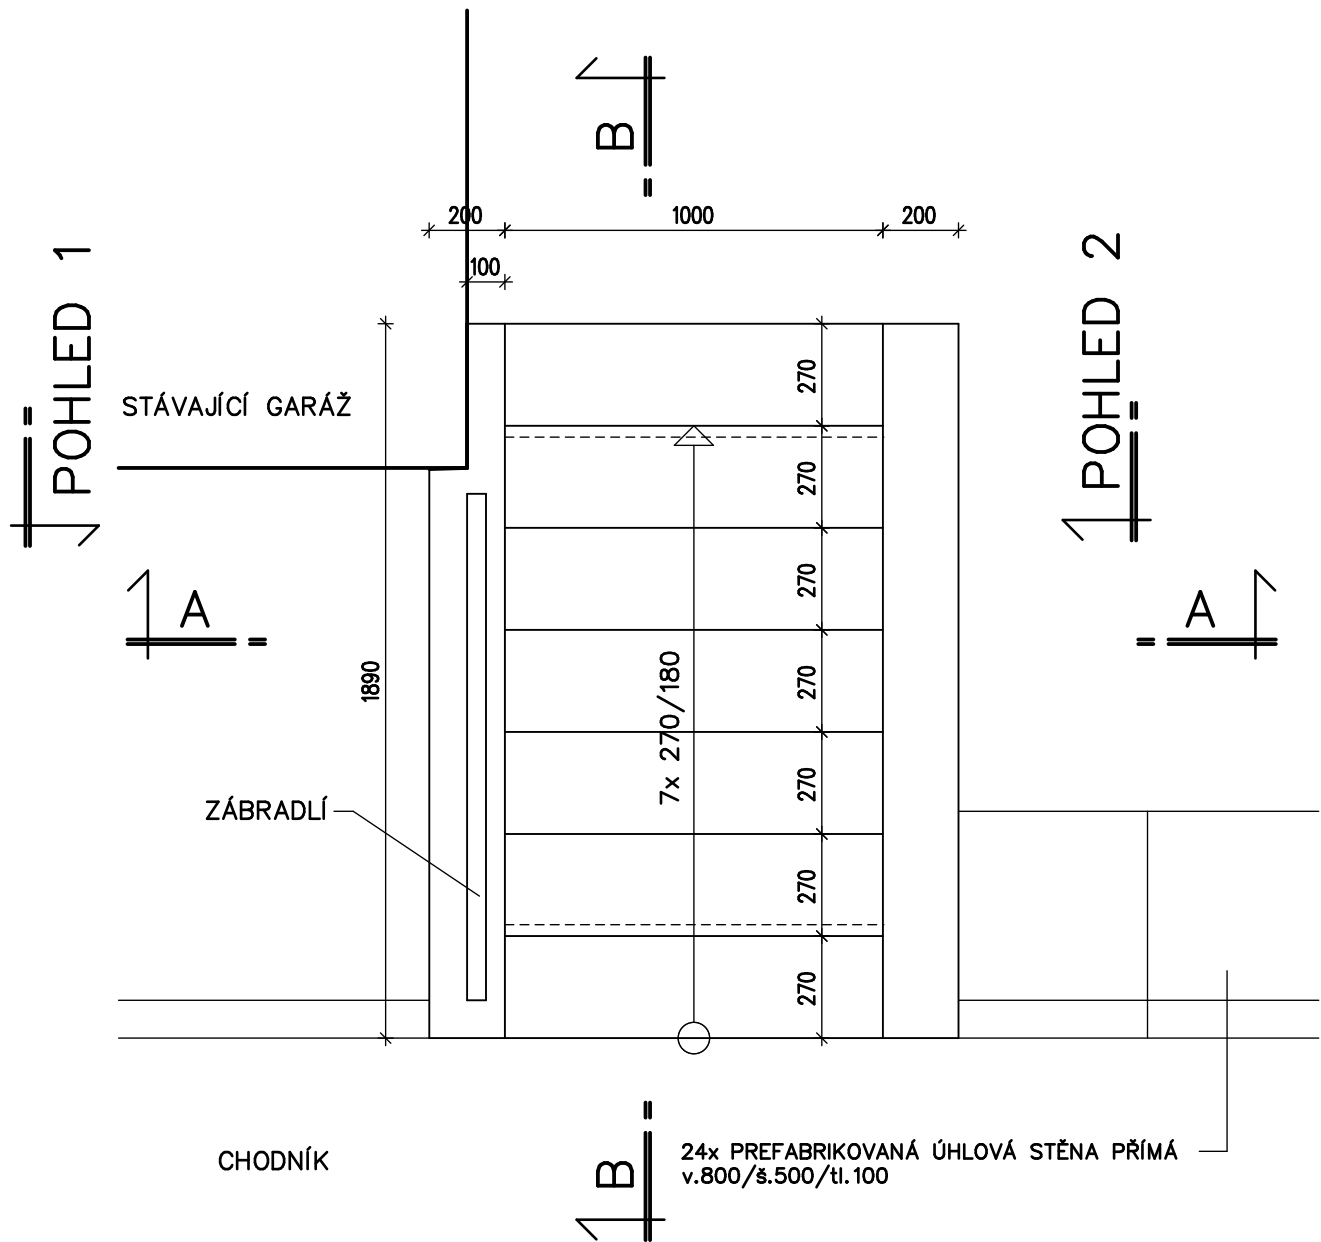 B
200
1000
200
100
POHLED 1
POHLED 2
STÁVAJÍCÍ GARÁŽ
270
270
270
270
270
270
270
A
A
1890
7x 270/180
ZÁBRADLÍ
CHODNÍK
B
24x PREFABRIKOVANÁ ÚHLOVÁ STĚNA PŘÍMÁ
v.800/š.500/tl.100